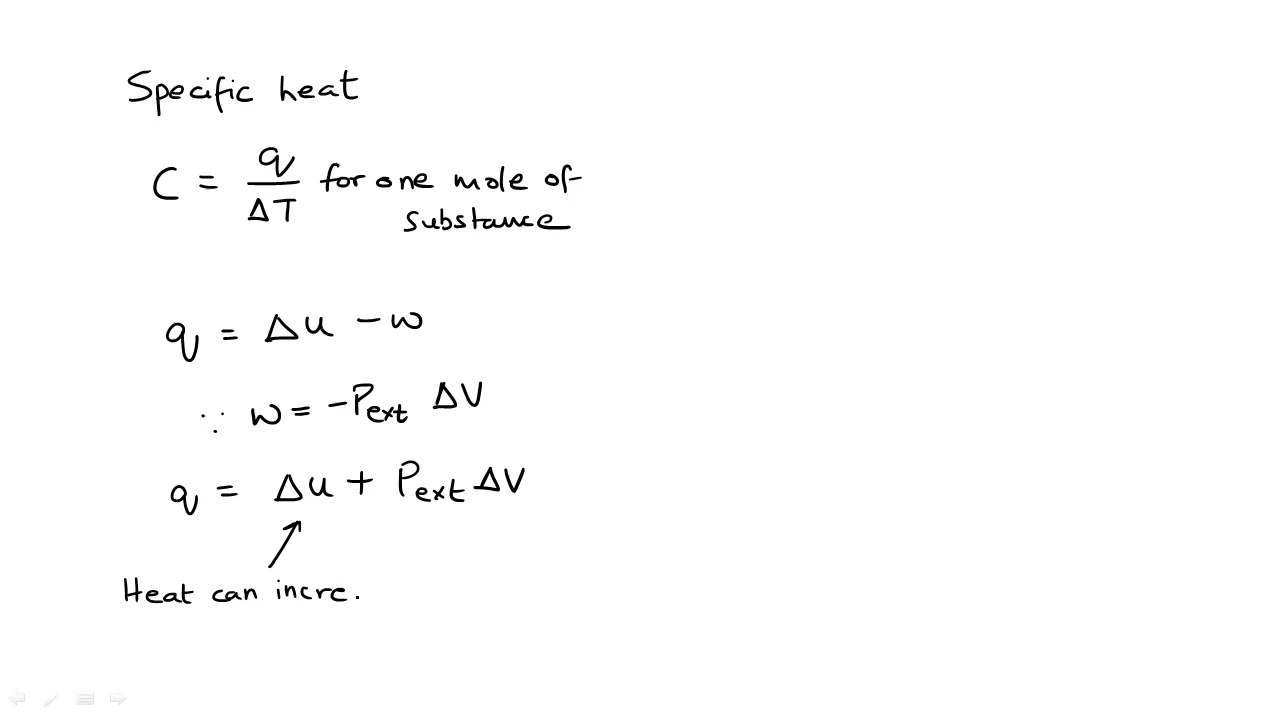 Specific heat
C = q / ΔT for one mole of
substance
q = Δu - w
∵ w = -Pext ΔV
q = Δu + Pext ΔV
Heat can incre.